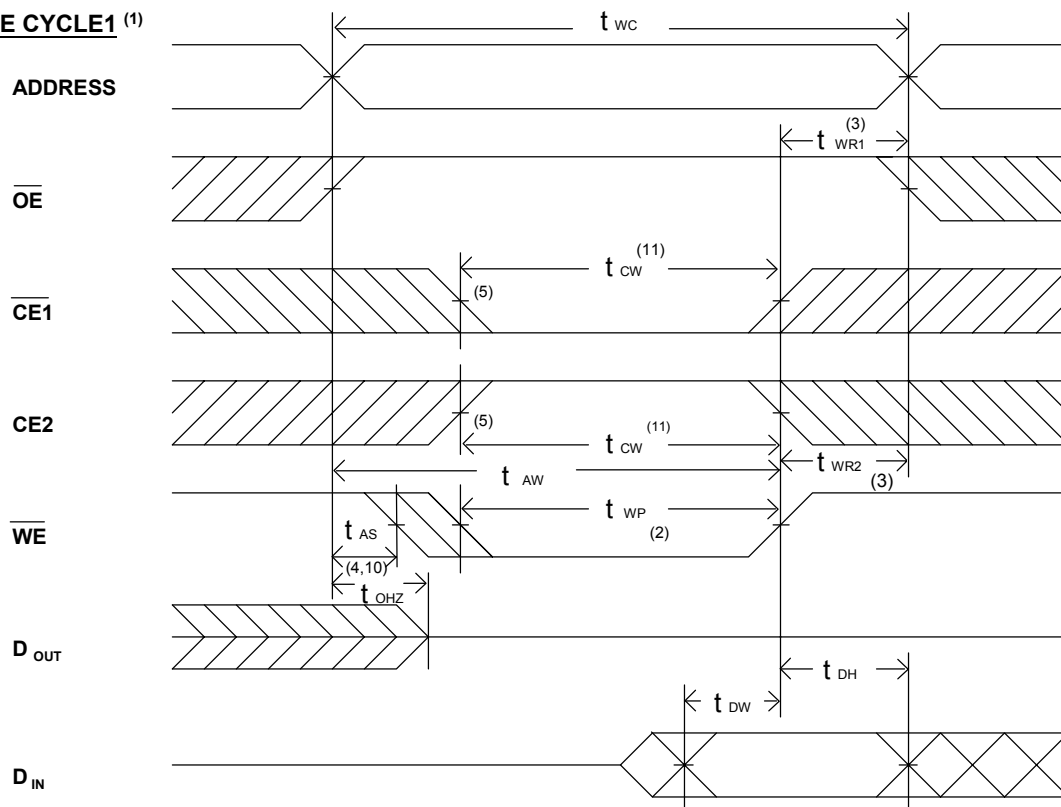 E CYCLE1 (1)
t WC
ADDRESS
(3)
t WR1
OE
t CW (11)
CE1
(5)
CE2
(5)
t CW (11)
t AW
t WR2
(3)
WE
t WP
(2)
t AS
(4,10)
t OHZ
D OUT
t DH
t DW
D IN